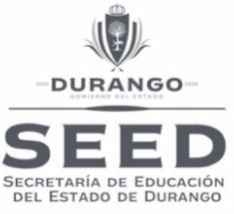 DURANGO
GOBIERNO DEL ESTADO
SEED
SECRETARÍA DE EDUCACIÓN
DEL ESTADO DE DURANGO